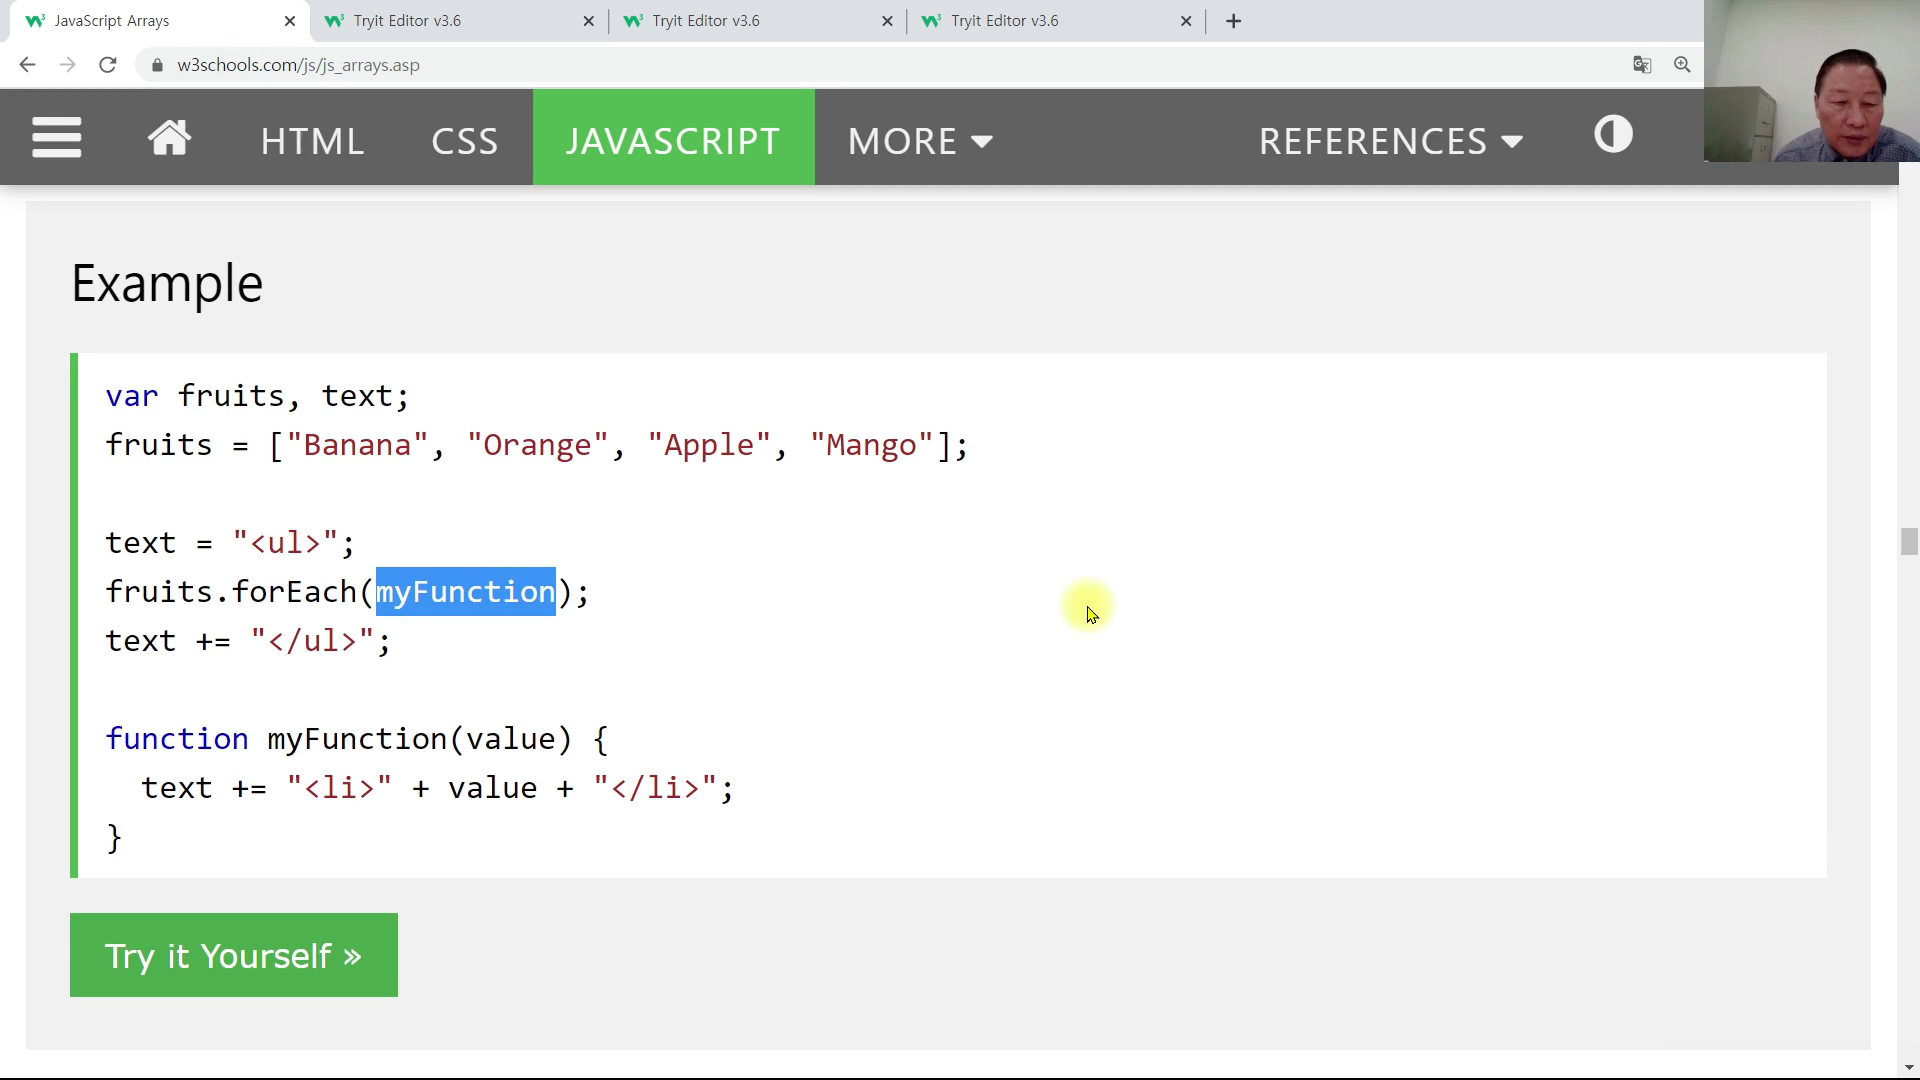 JavaScript Arrays
Tryit Editor v3.6
Tryit Editor v3.6
Tryit Editor v3.6
w3schools.com/js/js_arrays.asp
HTML CSS JAVASCRIPT MORE REFERENCES
Example
var fruits, text;
fruits = ["Banana", "Orange", "Apple", "Mango"];
text = "<ul>";
fruits.forEach(myFunction);
text += "</ul>";
function myFunction(value) {
  text += "<li>" + value + "</li>";
}
Try it Yourself »